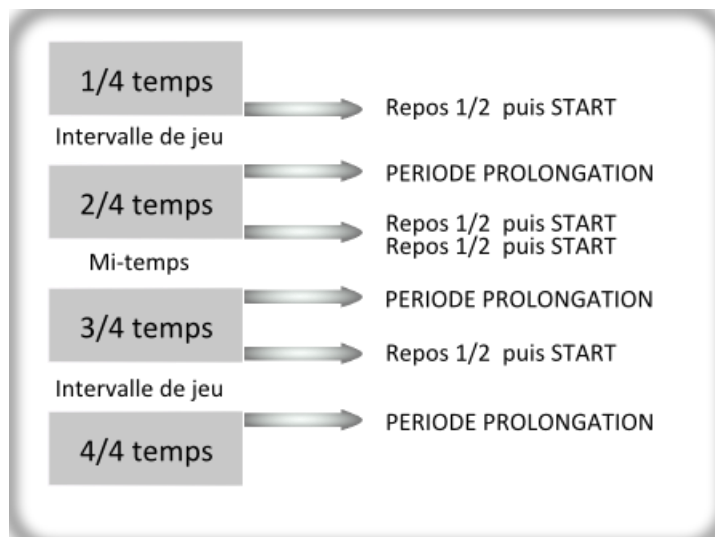 1/4 temps
Repos 1/2 puis START
Intervalle de jeu
PERIODE PROLONGATION
2/4 temps
Repos 1/2 puis START
Repos 1/2 puis START
Mi-temps
PERIODE PROLONGATION
3/4 temps
Repos 1/2 puis START
Intervalle de jeu
PERIODE PROLONGATION
4/4 temps